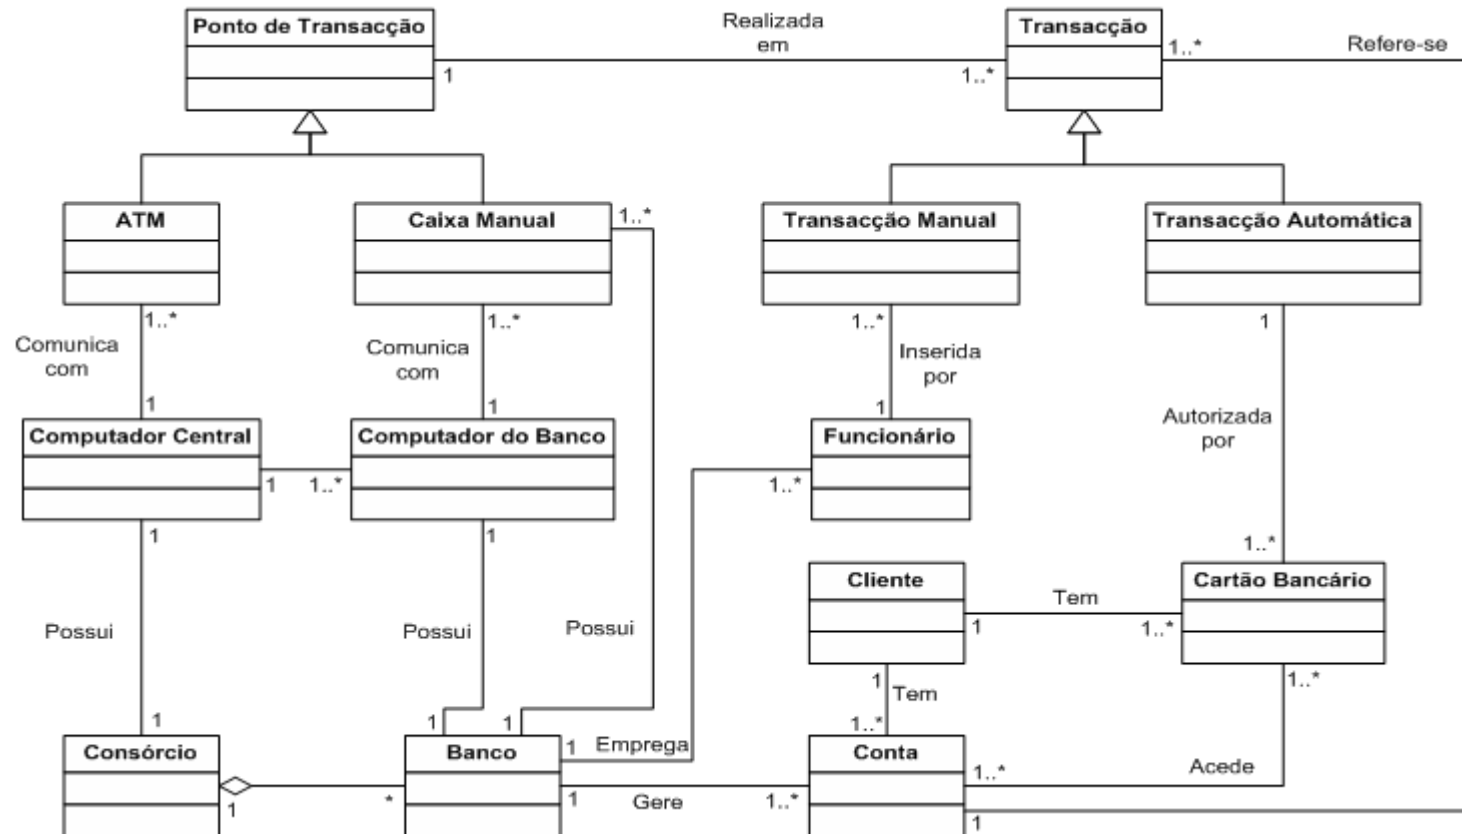 Ponto de Transacção
Realizada
em
Transacção
Refere-se
1
1..*
1..*
ATM
Caixa Manual
1..*
Transacção Manual
Transacção Automática
1..*
1..*
1..*
1
Comunica
com
Comunica
com
Inserida
por
Autorizada
por
1
1
1
Computador Central
Computador do Banco
Funcionário
1
1..*
1..*
1
1
1..*
Cliente
Cartão Bancário
Tem
1
1..*
Possui
Possui
Possui
1
Tem
1..*
1
1
1
1..*
Consórcio
Banco
1
Emprega
Conta
1..*
Acede
1
*
1
Gere
1..*
1